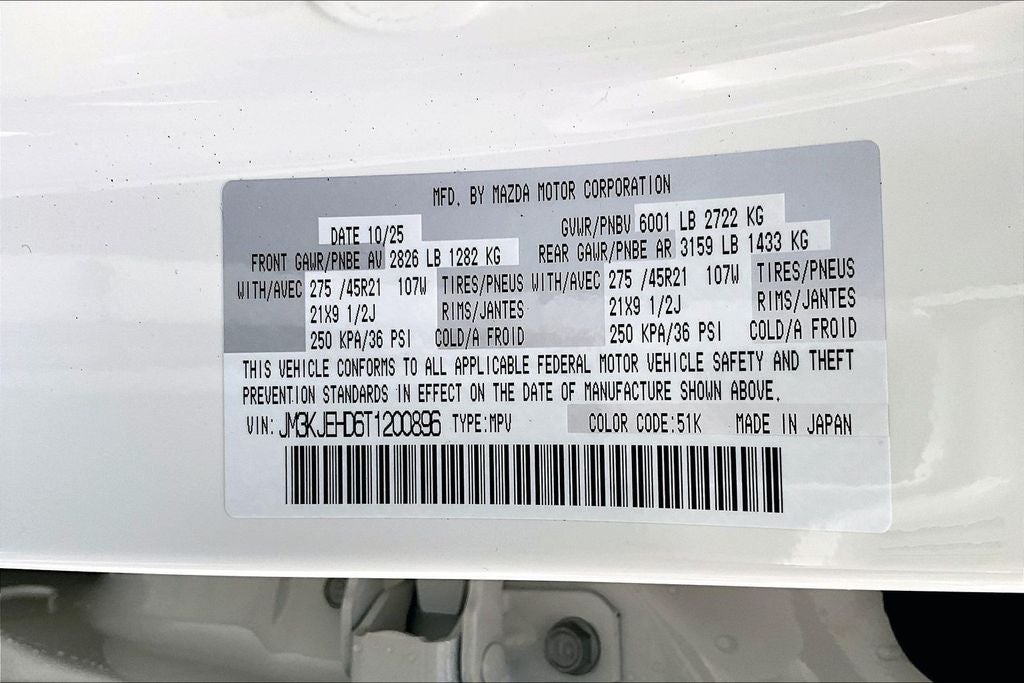 MFD. BY MAZDA MOTOR CORPORATION
DATE 10/25 GVWR/PNBV 6001 LB 2722 KG
FRONT GAWR/PNBE AV 2826 LB 1282 KG REAR GAWR/PNBE AR 3159 LB 1433 KG
WITH/AVEC 275 /45R21 107W TIRES/PNEUS WITH/AVEC 275 /45R21 107W TIRES/PNEUS
21X9 1/2J RIMS/JANTES 21X9 1/2J RIMS/JANTES
250 KPA/36 PSI COLD/A FROID 250 KPA/36 PSI COLD/A FROID
THIS VEHICLE CONFORMS TO ALL APPLICABLE FEDERAL MOTOR VEHICLE SAFETY AND THEFT
PREVENTION STANDARDS IN EFFECT ON THE DATE OF MANUFACTURE SHOWN ABOVE.
VIN: JM3KJEHD6T1200896 TYPE:MPV COLOR CODE:51K MADE IN JAPAN